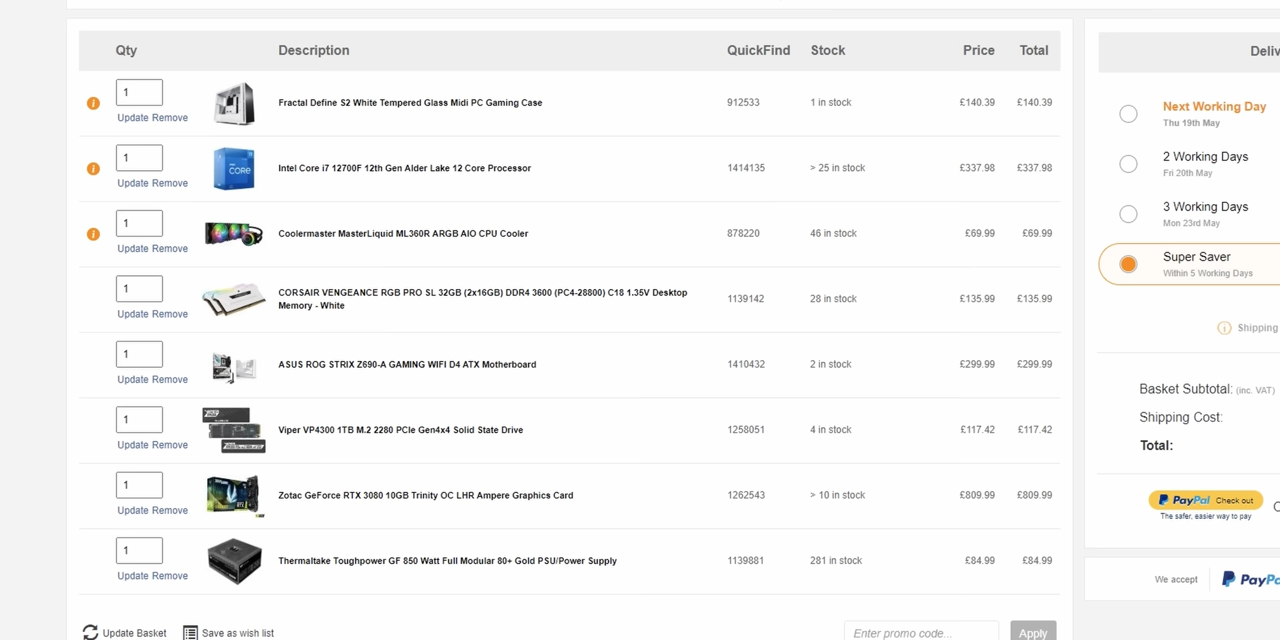 Qty Description QuickFind Stock Price Total
1
Update Remove
Fractal Define S2 White Tempered Glass Midi PC Gaming Case 912533 1 in stock £140.39 £140.39
1
Update Remove
CORE
Intel Core i7 12700F 12th Gen Alder Lake 12 Core Processor 1414135 > 25 in stock £337.98 £337.98
1
Update Remove
Coolermaster MasterLiquid ML360R ARGB AIO CPU Cooler 878220 46 in stock £69.99 £69.99
1
Update Remove
CORSAIR VENGEANCE RGB PRO SL 32GB (2x16GB) DDR4 3600 (PC4-28800) C18 1.35V Desktop
Memory - White 1139142 28 in stock £135.99 £135.99
1
Update Remove
ASUS ROG STRIX Z690-A GAMING WIFI D4 ATX Motherboard 1410432 2 in stock £299.99 £299.99
1
Update Remove
Viper VP4300 1TB M.2 2280 PCIe Gen4x4 Solid State Drive 1258051 4 in stock £117.42 £117.42
1
Update Remove
Zotac GeForce RTX 3080 10GB Trinity OC LHR Ampere Graphics Card 1262543 > 10 in stock £809.99 £809.99
1
Update Remove
Thermaltake Toughpower GF 850 Watt Full Modular 80+ Gold PSU/Power Supply 1139881 281 in stock £84.99 £84.99
Update Basket Save as wish list Enter promo code... Apply
Deliv
Next Working Day
Thu 19th May
2 Working Days
Fri 20th May
3 Working Days
Mon 23rd May
Super Saver
Within 5 Working Days
Shipping
Basket Subtotal: (inc. VAT)
Shipping Cost:
Total:
PayPal Check out
The safer, easier way to pay
We accept PayPa